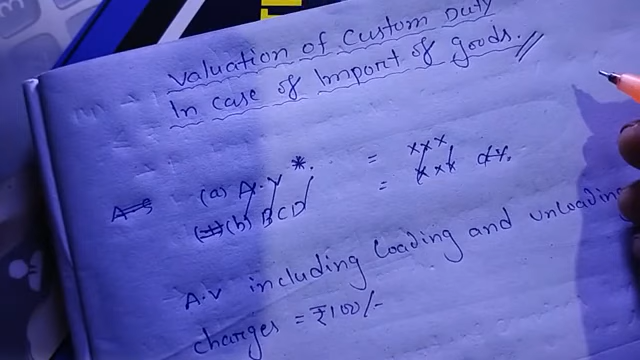 Valuation of Custom Duty
In Case of Import of goods.
(a) A.V *. = xxx
(b) BCD = xxx
A.V including loading and unloading
charges = ₹100/-